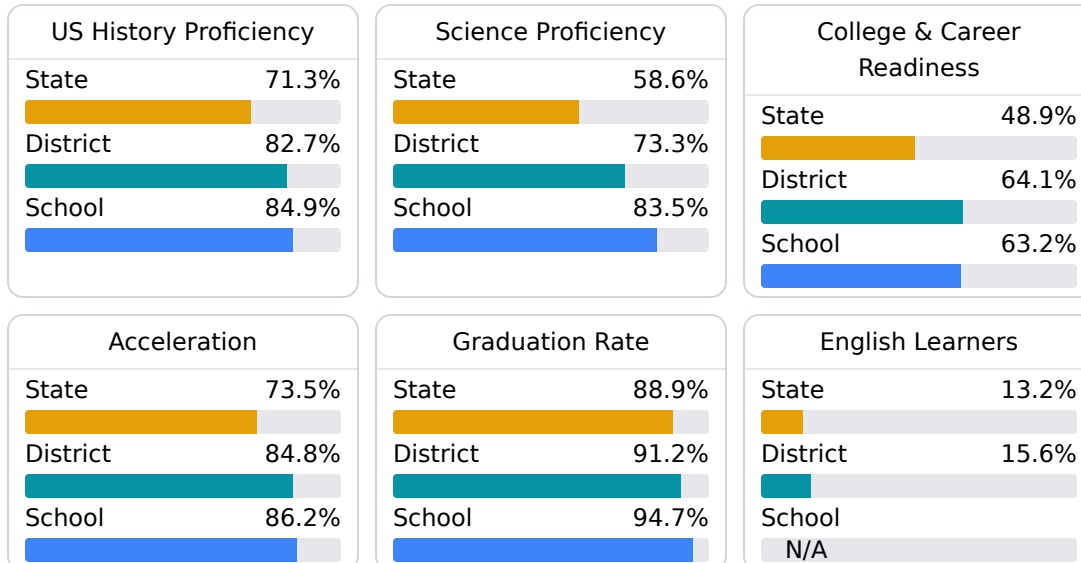 US History Proficiency
State 71.3%
District 82.7%
School 84.9%
Science Proficiency
State 58.6%
District 73.3%
School 83.5%
College & Career
Readiness
State 48.9%
District 64.1%
School 63.2%
Acceleration
State 73.5%
District 84.8%
School 86.2%
Graduation Rate
State 88.9%
District 91.2%
School 94.7%
English Learners
State 13.2%
District 15.6%
School
N/A